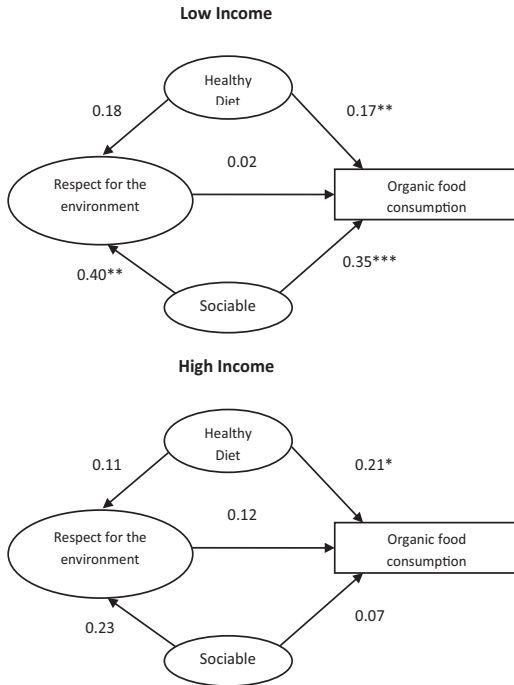 Low Income
Healthy
Diet
0.18
0.17**
0.02
Respect for the
environment
Organic food
consumption
0.40**
0.35***
Sociable
High Income
Healthy
Diet
0.11
0.21*
0.12
Respect for the
environment
Organic food
consumption
0.23
0.07
Sociable